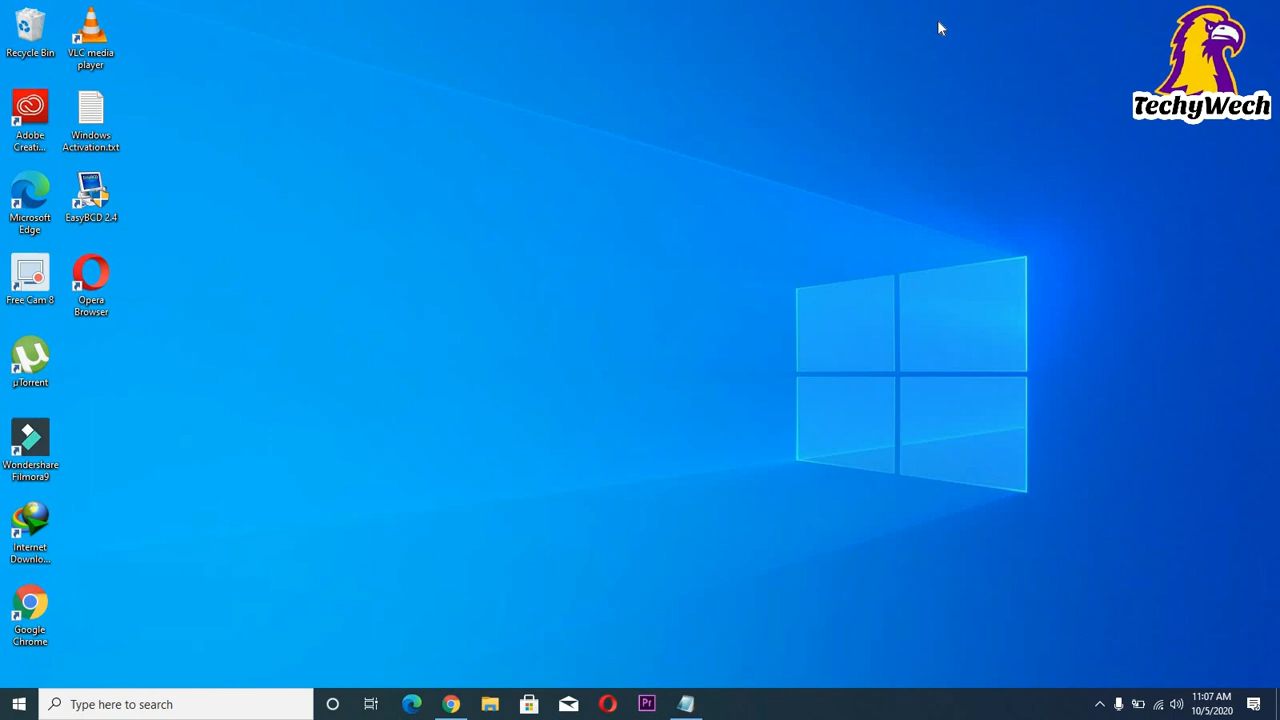 Recycle Bin
VLC media
player
TechyWech
Adobe
Creati...
Windows
Activation.txt
Microsoft
Edge
EasyBCD 2.4
Free Cam 8
Opera
Browser
µTorrent
Wondershare
Filmora9
Internet
Downlo...
Google
Chrome
Type here to search
Pr
11:07 AM
10/5/2020